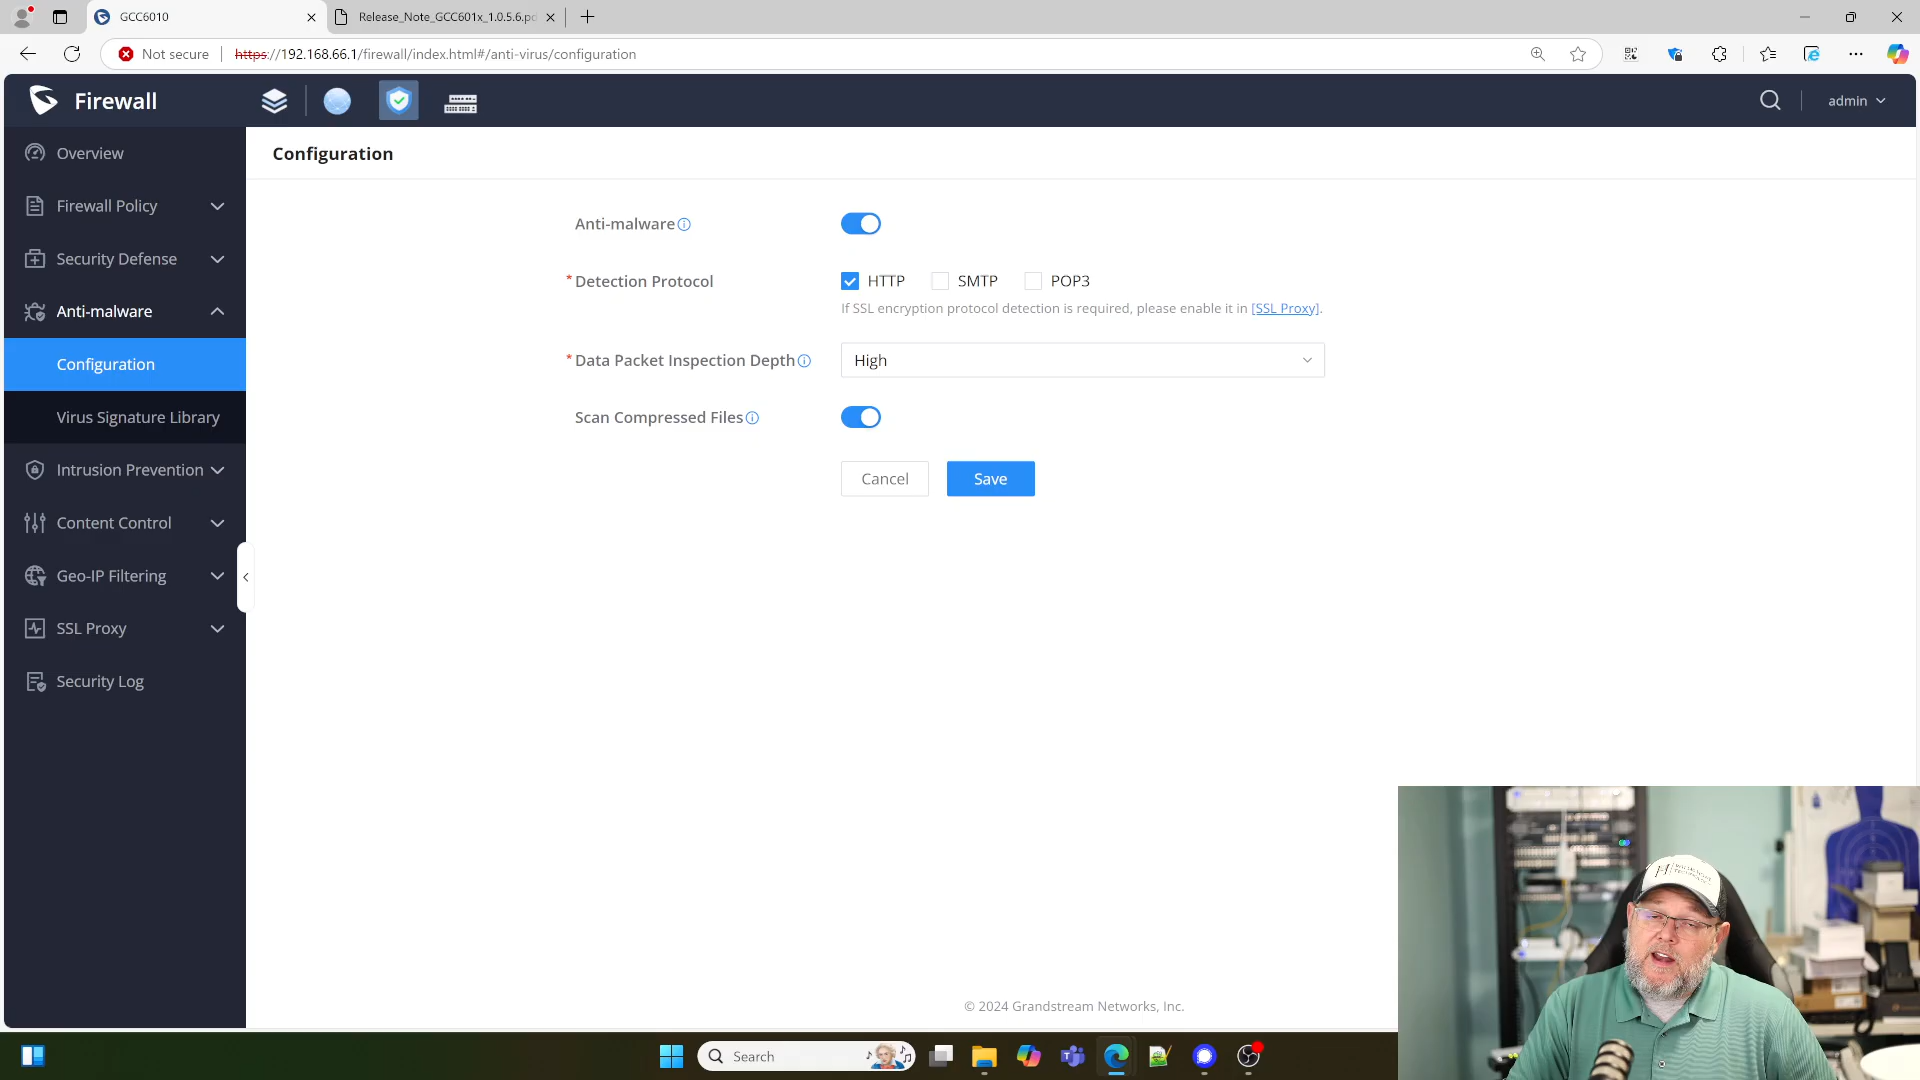 GCC6010
Release_Note_GCC601x_1.0.5.6.pd
Not secure
https://192.168.66.1/firewall/index.html#/anti-virus/configuration
Firewall
admin
Overview
Firewall Policy
Security Defense
Anti-malware
Configuration
Virus Signature Library
Intrusion Prevention
Content Control
Geo-IP Filtering
SSL Proxy
Security Log
Configuration
Anti-malware
* Detection Protocol
HTTP SMTP POP3
If SSL encryption protocol detection is required, please enable it in [SSL Proxy].
* Data Packet Inspection Depth
High
Scan Compressed Files
Cancel Save
© 2024 Grandstream Networks, Inc.
Search